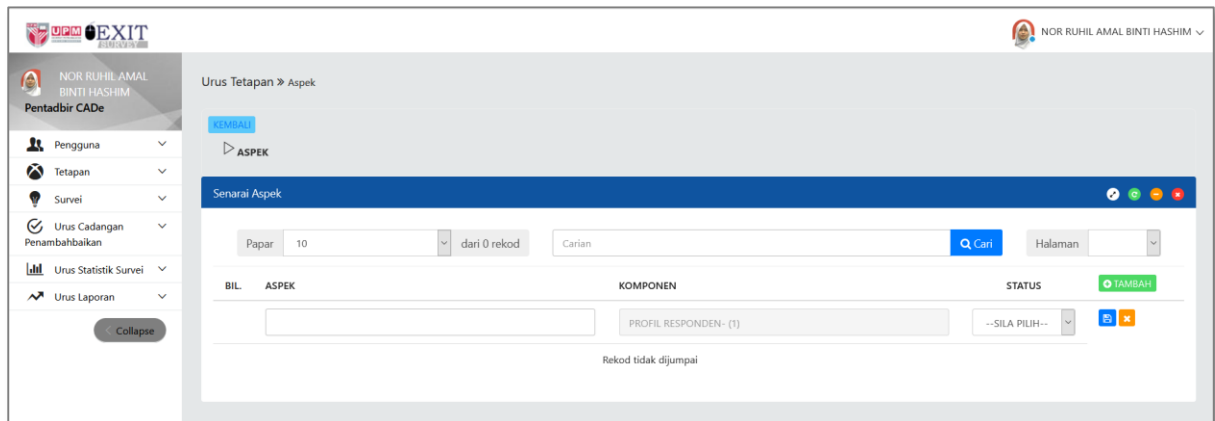 UPM EXIT
SURVEY
NOR RUHIL AMAL BINTI HASHIM
NOR RUHIL AMAL
BINTI HASHIM
Pentadbir CADe
Pengguna
Tetapan
Survei
Urus Cadangan
Penambahbaikan
Urus Statistik Survei
Urus Laporan
Collapse
Urus Tetapan » Aspek
KEMBALI
ASPEK
Senarai Aspek
Papar 10 dari 0 rekod Carian Cari Halaman
BIL. ASPEK KOMPONEN STATUS TAMBAH
PROFIL RESPONDEN- (1) --SILA PILIH--
Rekod tidak dijumpai